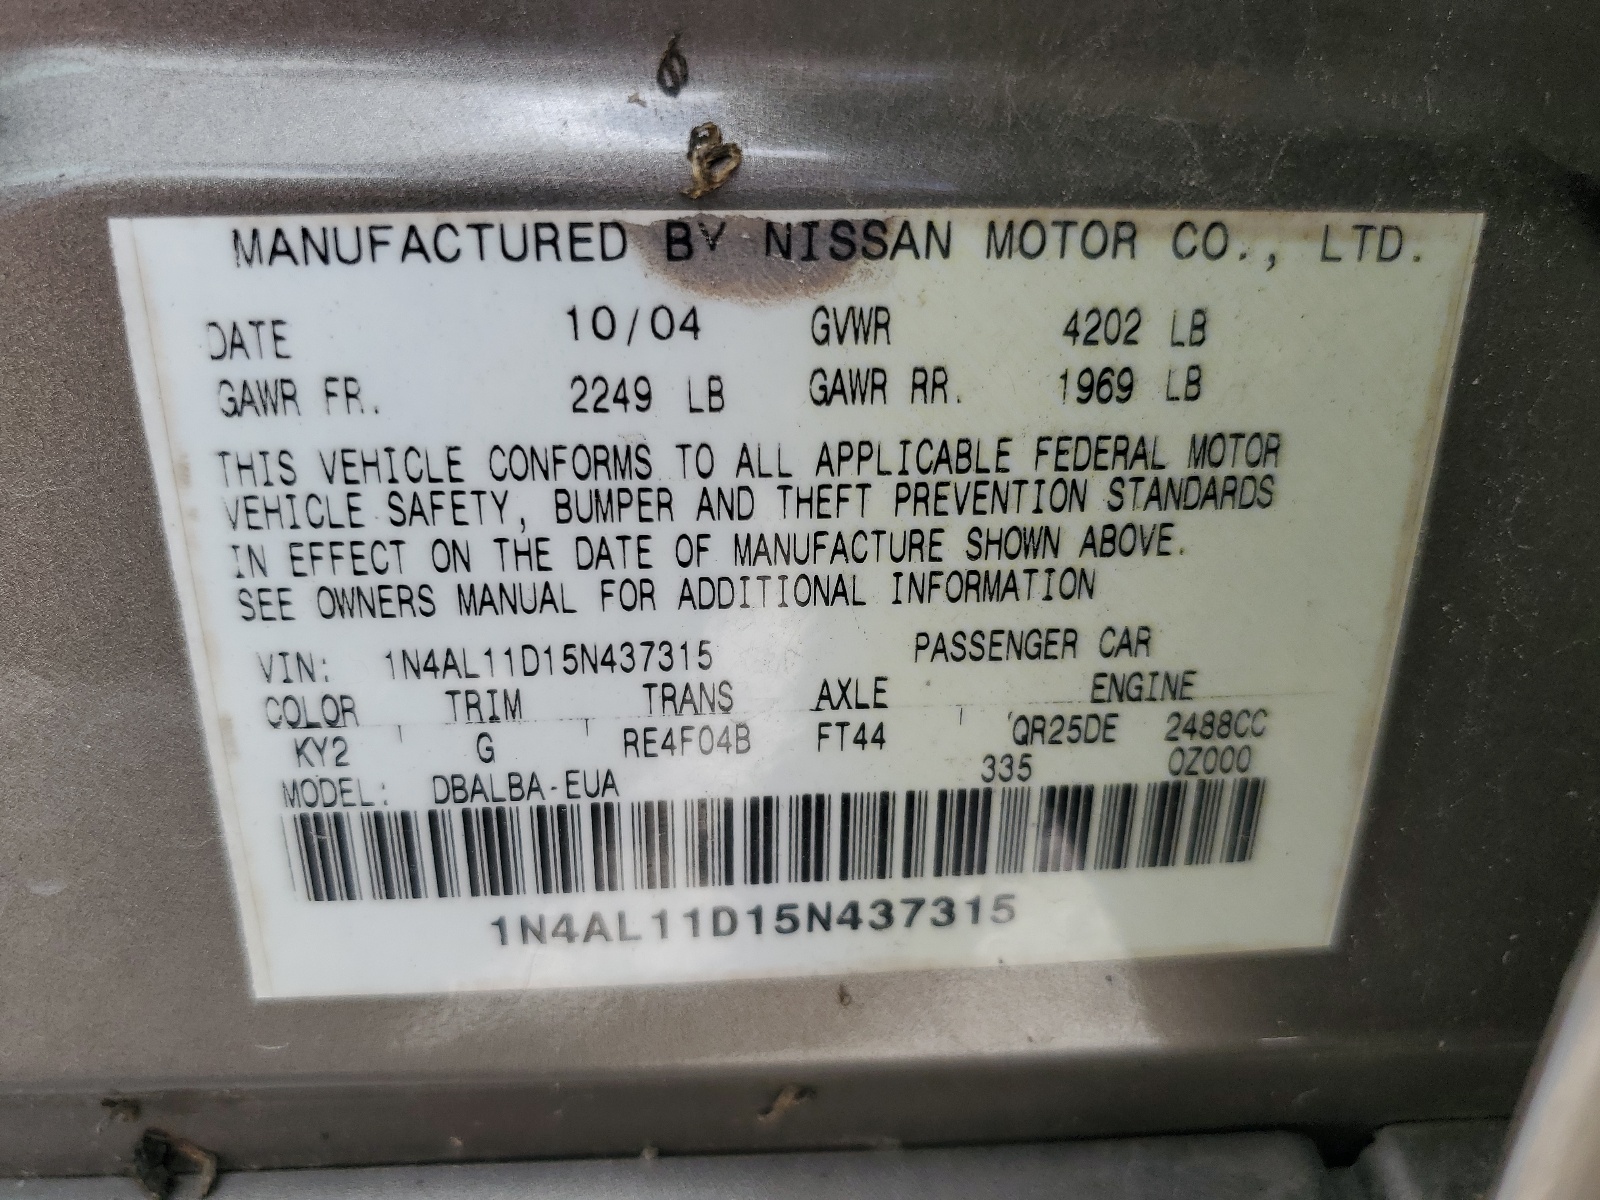 MANUFACTURED BY NISSAN MOTOR CO., LTD.
DATE 10/04 GVWR 4202 LB
GAWR FR. 2249 LB GAWR RR. 1969 LB
THIS VEHICLE CONFORMS TO ALL APPLICABLE FEDERAL MOTOR
VEHICLE SAFETY, BUMPER AND THEFT PREVENTION STANDARDS
IN EFFECT ON THE DATE OF MANUFACTURE SHOWN ABOVE.
SEE OWNERS MANUAL FOR ADDITIONAL INFORMATION
VIN: 1N4AL11D15N437315 PASSENGER CAR
COLOR TRIM TRANS AXLE ENGINE
KY2 G RE4F04B FT44 QR25DE 2488CC
335 0Z000
MODEL: DBALBA-EUA
1N4AL11D15N437315